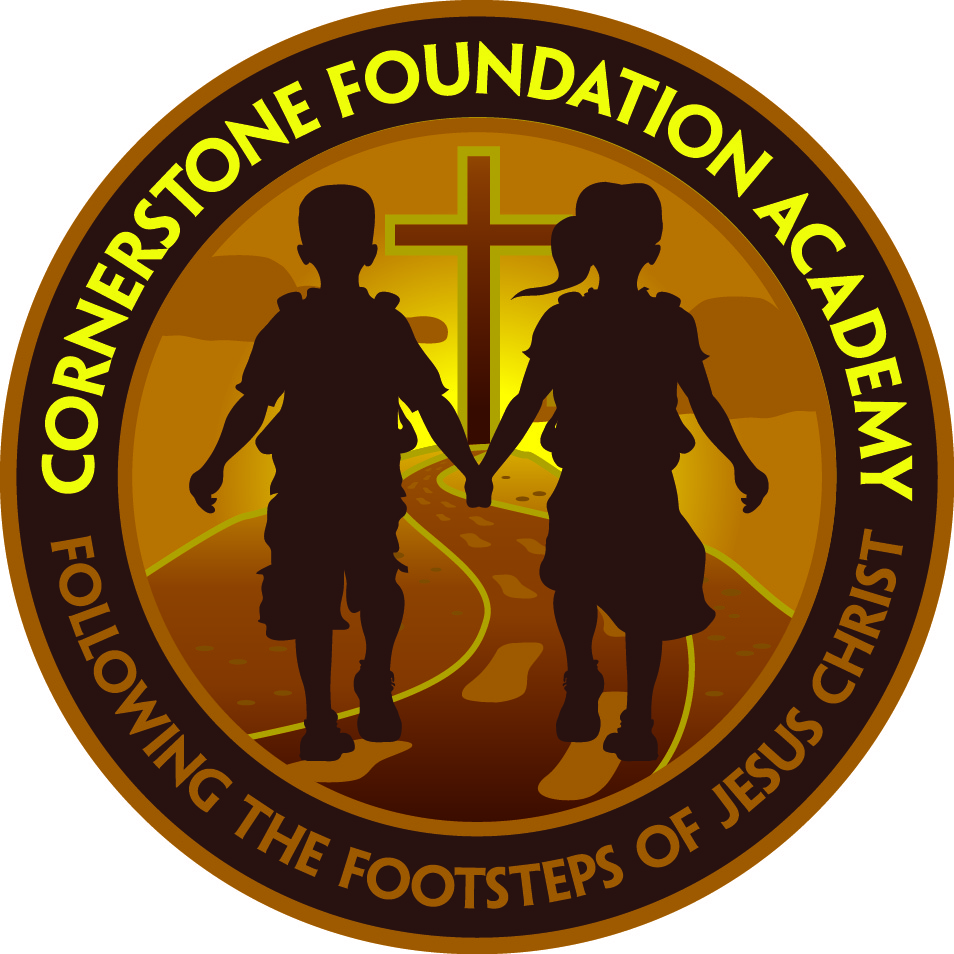 CORNERSTONE FOUNDATION ACADEMY
FOLLOWING THE FOOTSTEPS OF JESUS CHRIST